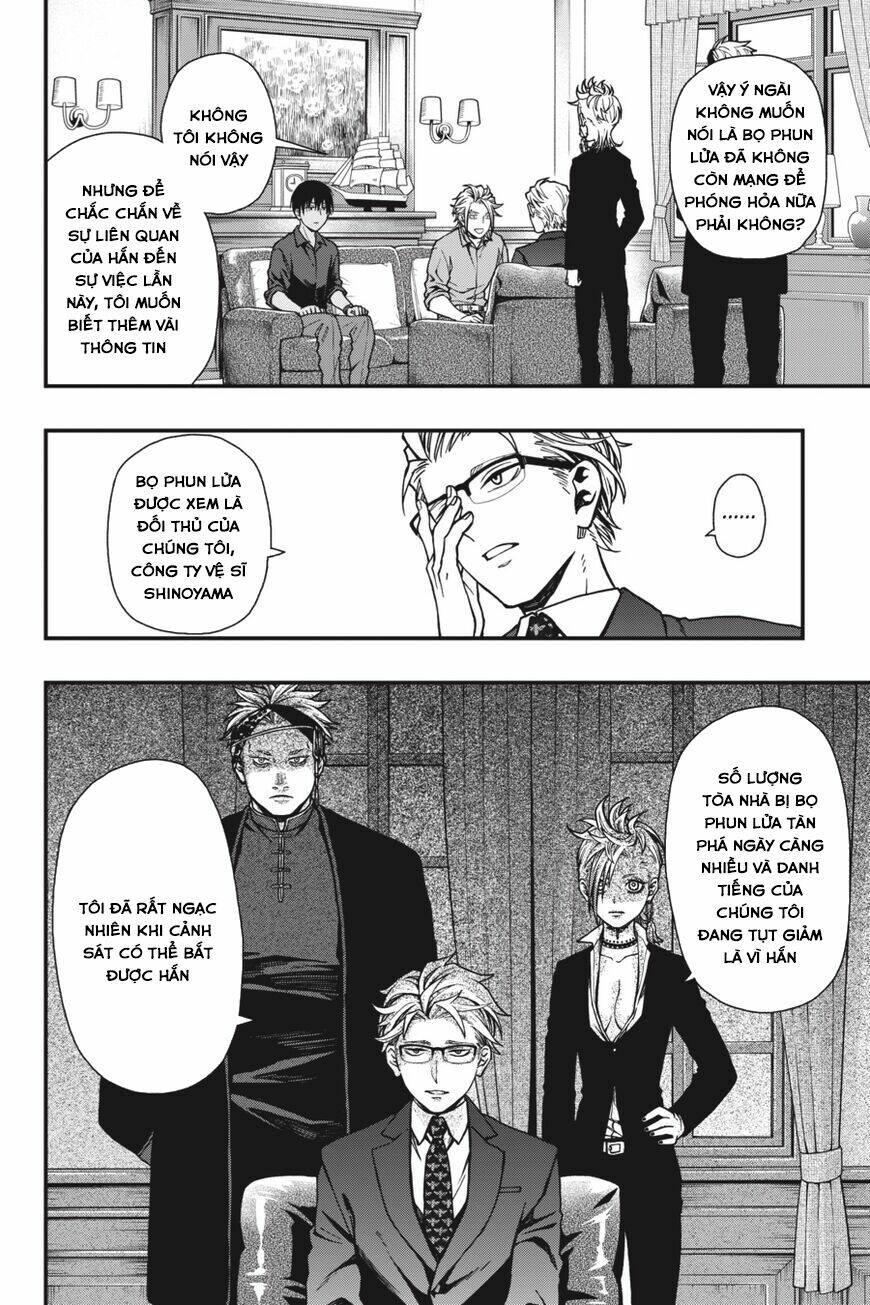 VẬY Ý NGÀI
KHÔNG MUỐN
NÓI LÀ BỌ PHUN
LỬA ĐÃ KHÔNG
CÒN MẠNG ĐỂ
PHÓNG HỎA NỮA
PHẢI KHÔNG?
KHÔNG
TÔI KHÔNG
NÓI VẬY
NHƯNG ĐỂ
CHẮC CHẮN VỀ
SỰ LIÊN QUAN
CỦA HẮN ĐẾN
SỰ VIỆC LẦN
NÀY, TÔI MUỐN
BIẾT THÊM VÀI
THÔNG TIN
......
BỌ PHUN LỬA
ĐƯỢC XEM LÀ
ĐỐI THỦ CỦA
CHÚNG TÔI,
CÔNG TY VỆ SĨ
SHINOYAMA
SỐ LƯỢNG
TÒA NHÀ BỊ BỌ
PHUN LỬA TÀN
PHÁ NGÀY CÀNG
NHIỀU VÀ DANH
TIẾNG CỦA
CHÚNG TÔI
ĐANG TỤT GIẢM
LÀ VÌ HẮN
TÔI ĐÃ RẤT NGẠC
NHIÊN KHI CẢNH
SÁT CÓ THỂ BẮT
ĐƯỢC HẮN